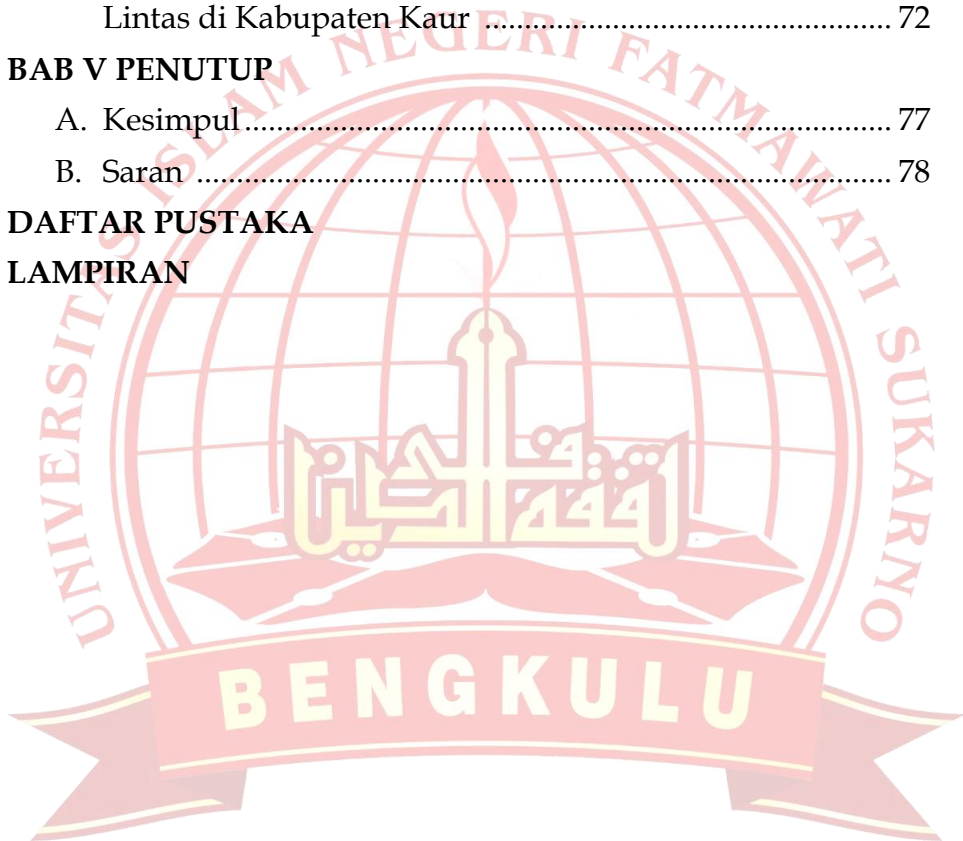 Lintas di Kabupaten Kaur ................................................... 72
BAB V PENUTUP
A. Kesimpul................................................................................. 77
B. Saran ....................................................................................... 78
DAFTAR PUSTAKA
LAMPIRAN
UNIVERSITAS ISLAM NEGERI FATMAWATI SUKARNO
BENGKULU